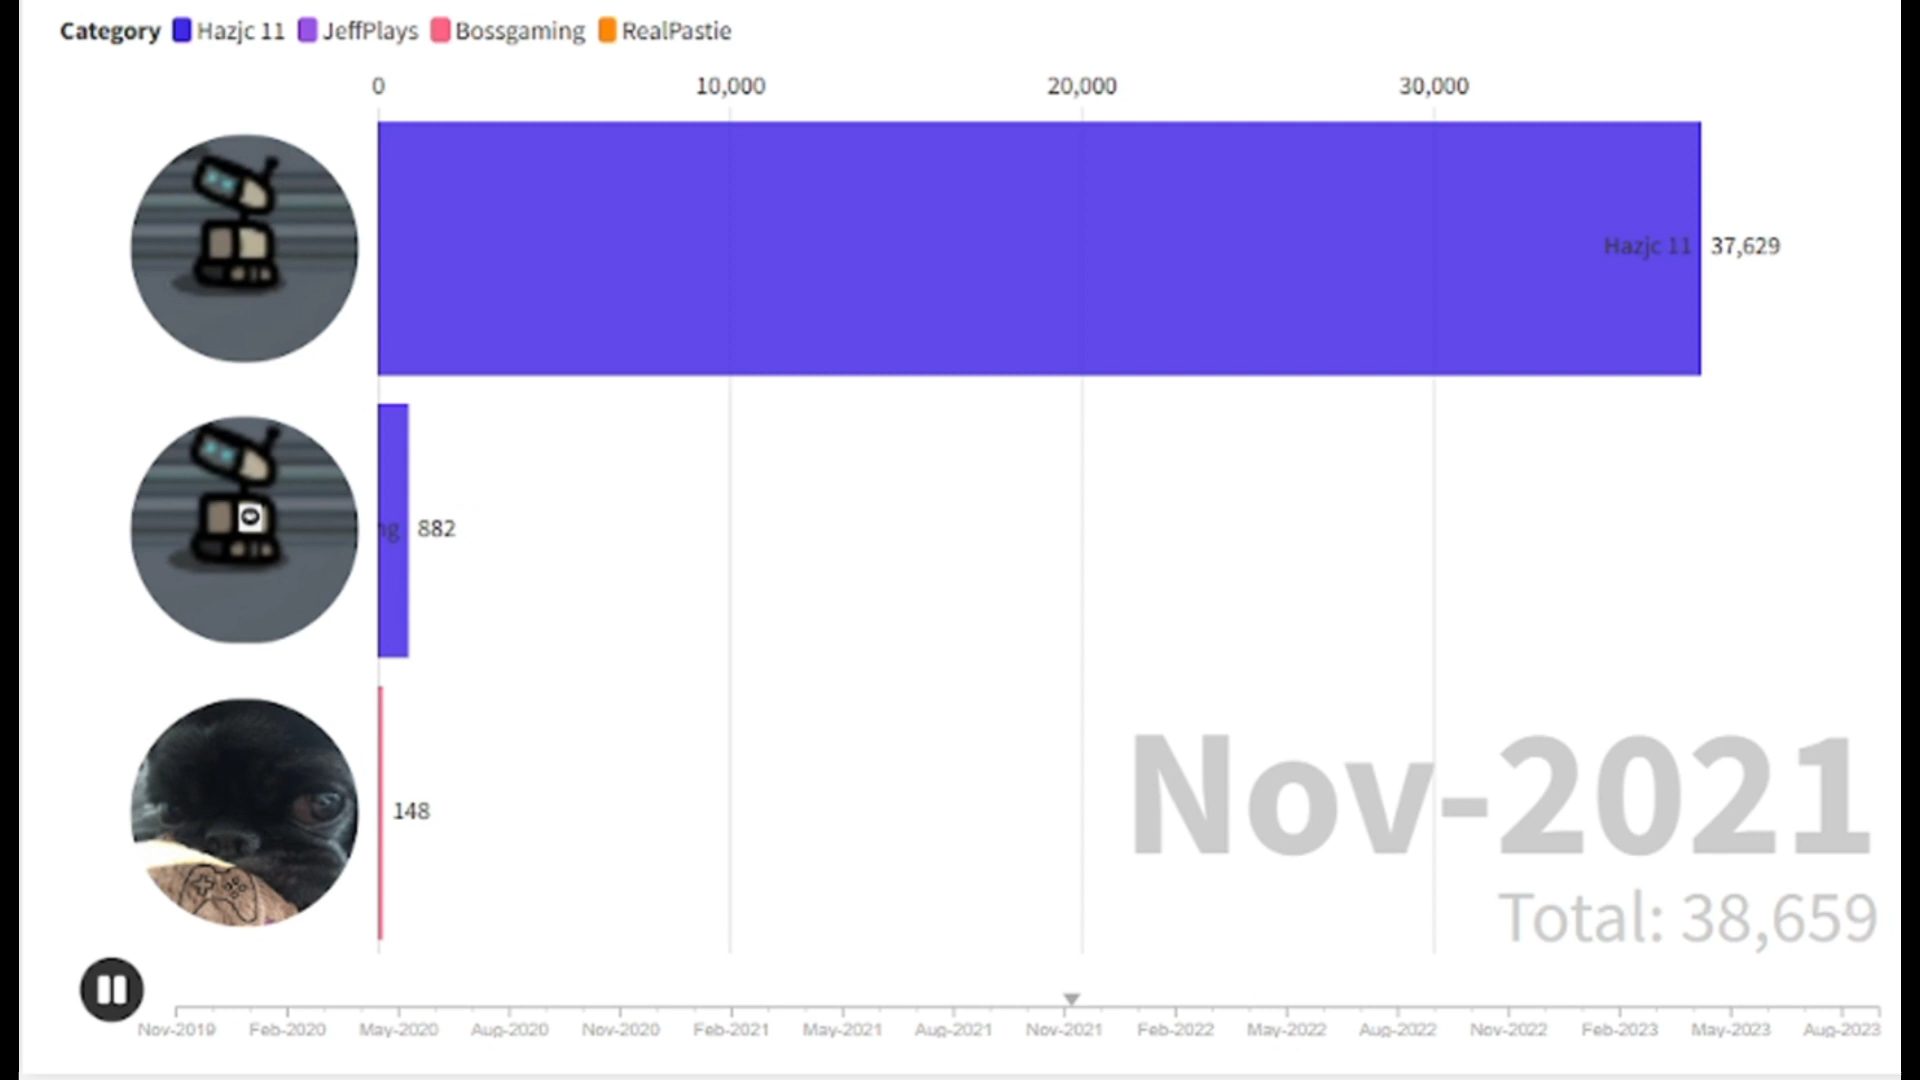 Category Hazjc 11 JeffPlays Bossgaming RealPastie
0 10,000 20,000 30,000
Hazjc 11 37,629
ng 882
148
Nov-2021
Total: 38,659
Nov-2019 Feb-2020 May-2020 Aug-2020 Nov-2020 Feb-2021 May-2021 Aug-2021 Nov-2021 Feb-2022 May-2022 Aug-2022 Nov-2022 Feb-2023 May-2023 Aug-2023